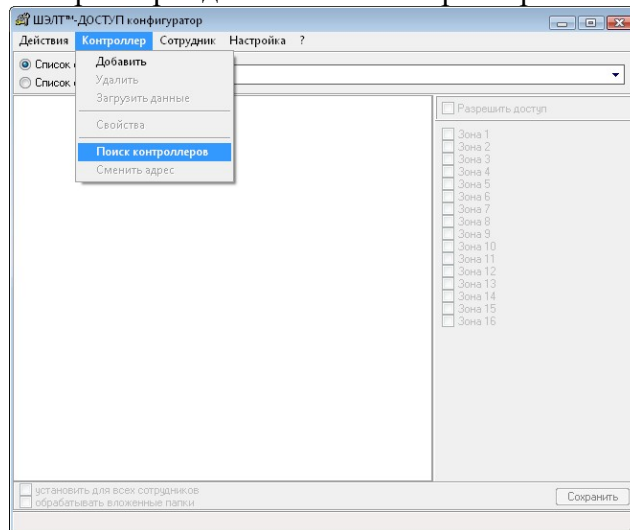 ШЭЛТ™-ДОСТУП конфигуратор
Действия Контроллер Сотрудник Настройка ?
Список
Список
Добавить
Удалить
Загрузить данные
Свойства
Поиск контроллеров
Сменить адрес
Разрешить доступ
Зона 1
Зона 2
Зона 3
Зона 4
Зона 5
Зона 6
Зона 7
Зона 8
Зона 9
Зона 10
Зона 11
Зона 12
Зона 13
Зона 14
Зона 15
Зона 16
установить для всех сотрудников
обрабатывать вложенные папки
Сохранить